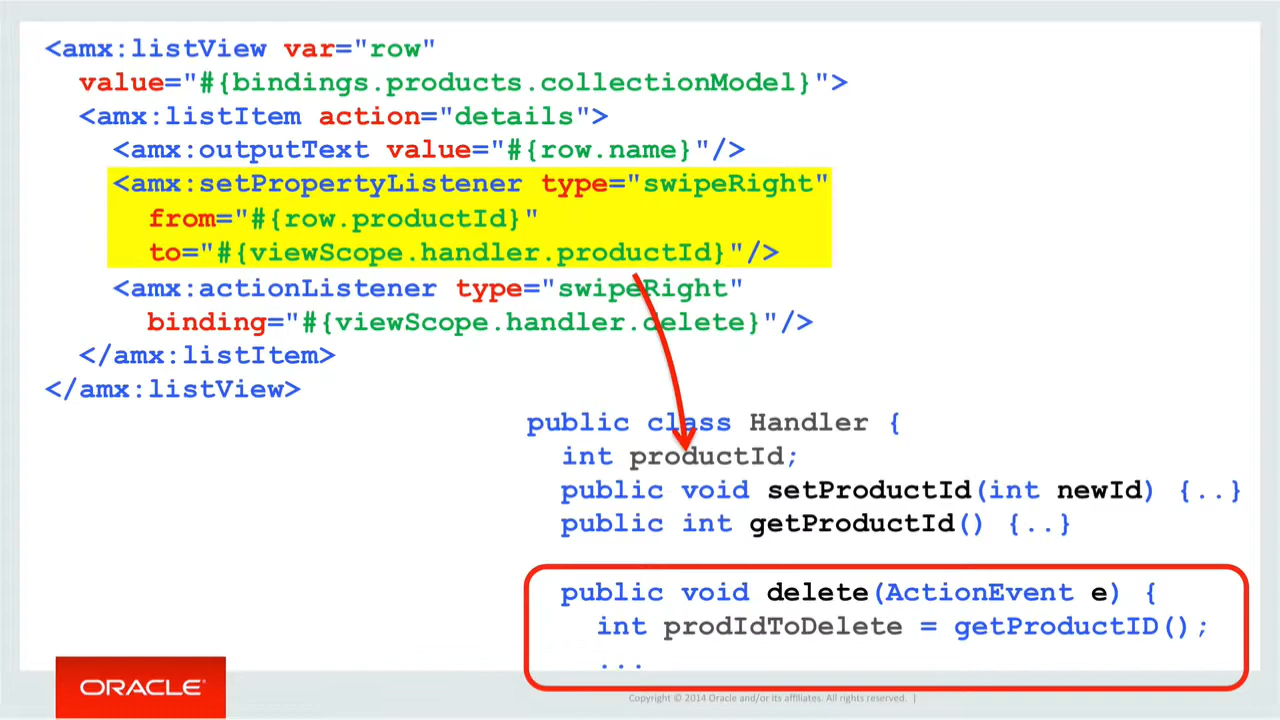 <amx:listView var="row"
value="#{bindings.products.collectionModel}">
<amx:listItem action="details">
<amx:outputText value="#{row.name}"/>
<amx:setPropertyListener type="swipeRight"
from="#{row.productId}"
to="#{viewScope.handler.productId}"/>
<amx:actionListener type="swipeRight"
binding="#{viewScope.handler.delete}"/>
</amx:listItem>
</amx:listView>
public class Handler {
int productId;
public void setProductId(int newId) {..}
public int getProductId() {..}
public void delete(ActionEvent e) {
int prodIdToDelete = getProductID();
...
ORACLE®
Copyright © 2014 Oracle and/or its affiliates. All rights reserved. |